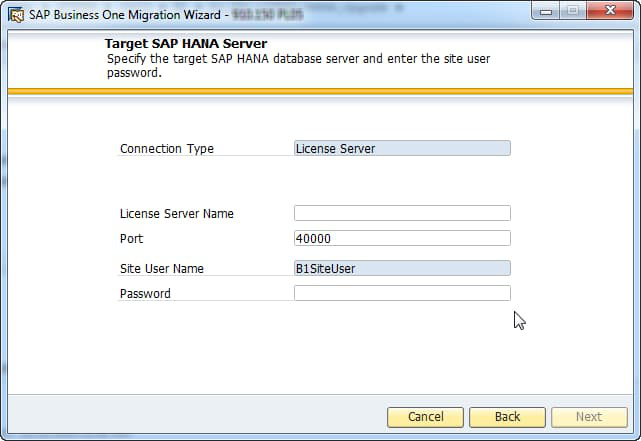 SAP Business One Migration Wizard -
Target SAP HANA Server
Specify the target SAP HANA database server and enter the site user
password.
Connection Type License Server
License Server Name
Port 40000
Site User Name B1SiteUser
Password
Cancel Back Next